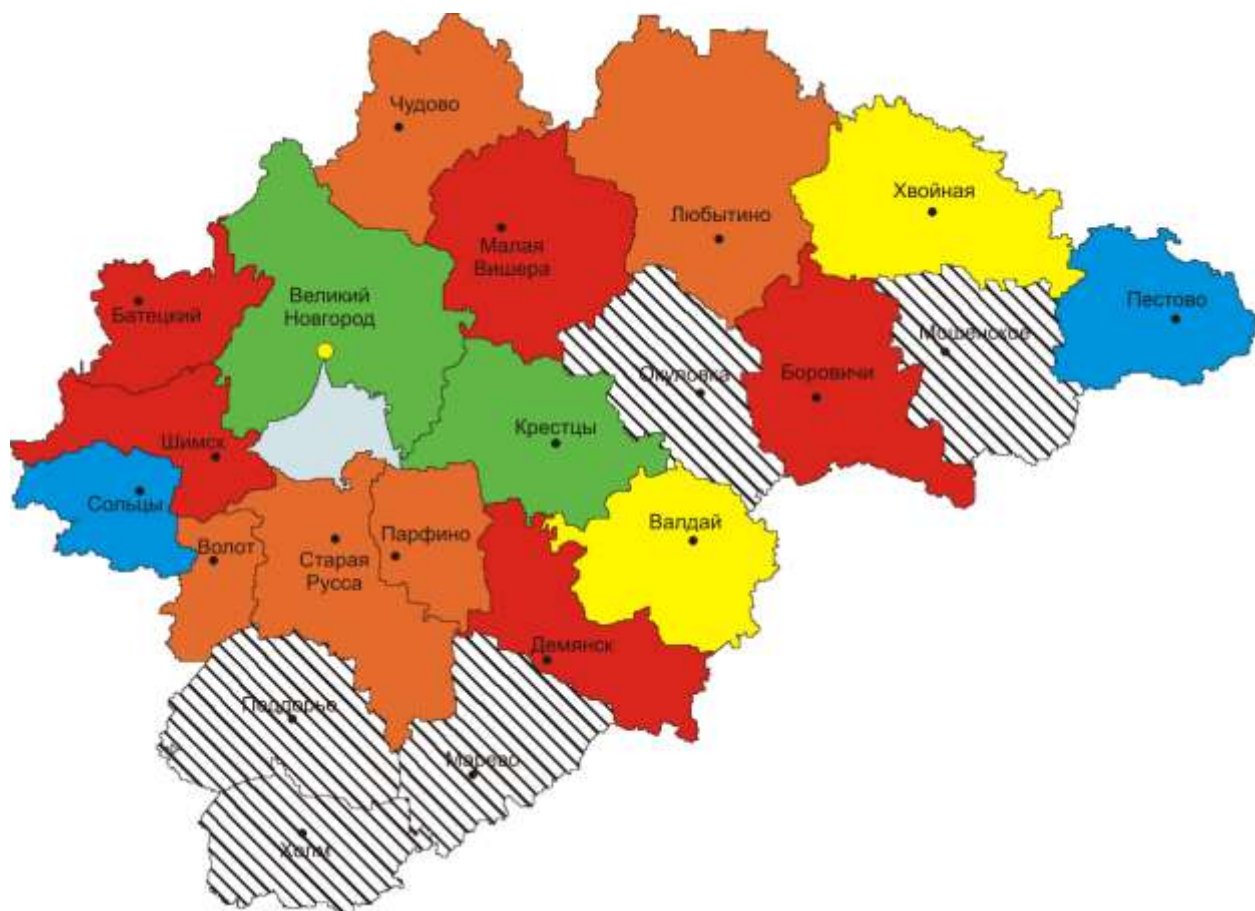 Чудово
Хвойная
Любытино
Малая
Вишера
Великий
Новгород
Батецкий
Пестово
Мошенское
Окуловка
Боровичи
Крестцы
Шимск
Сольцы
Валдай
Волот
Старая
Русса
Парфино
Демянск
Поддорье
Марево
Холм